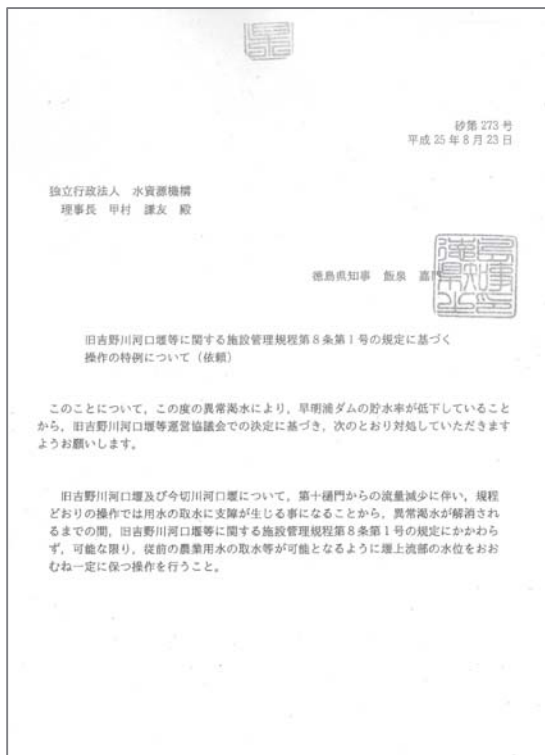 砂第273号
平成25年8月23日
独立行政法人 水資源機構
理事長 甲村 謙友 殿
徳島県知事 飯泉 嘉門
旧吉野川河口堰等に関する施設管理規程第8条第1号の規定に基づく
操作の特例について(依頼)
このことについて,この度の異常渇水により,早明浦ダムの貯水率が低下していること
から,旧吉野川河口堰等運営協議会での決定に基づき,次のとおり対処していただきます
ようお願いします。
旧吉野川河口堰及び今切川河口堰について,第十樋門からの流量減少に伴い,規程
どおりの操作では用水の取水に支障が生じる事になることから,異常渇水が解消され
るまでの間,旧吉野川河口堰等に関する施設管理規程第8条第1号の規定にかかわら
ず,可能な限り,従前の農業用水の取水等が可能となるように堰上流部の水位をおお
むね一定に保つ操作を行うこと。